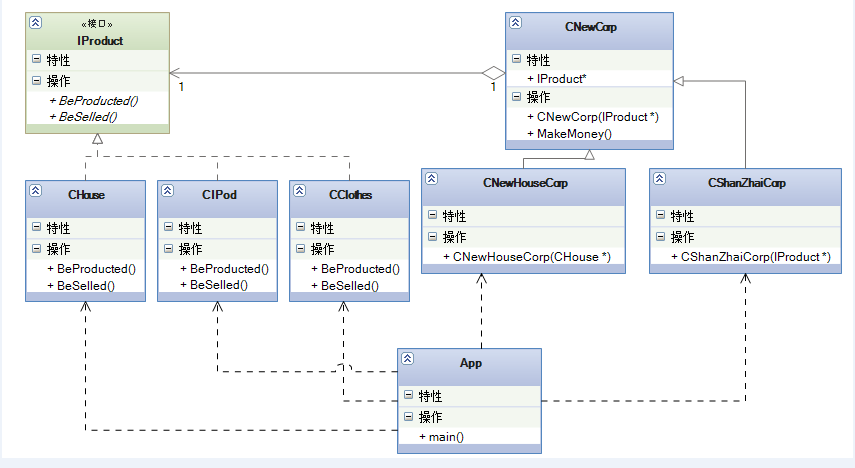 «接口»
IProduct
特性
操作
+ BeProducted()
+ BeSelled()
CNewCorp
特性
+ IProduct*
操作
+ CNewCorp(IProduct *)
+ MakeMoney()
1
1
CHouse
特性
操作
+ BeProducted()
+ BeSelled()
CIPod
特性
操作
+ BeProducted()
+ BeSelled()
CClothes
特性
操作
+ BeProducted()
+ BeSelled()
CNewHouseCorp
特性
操作
+ CNewHouseCorp(CHouse *)
CShanZhaiCorp
特性
操作
+ CShanZhaiCorp(IProduct *)
App
特性
操作
+ main()